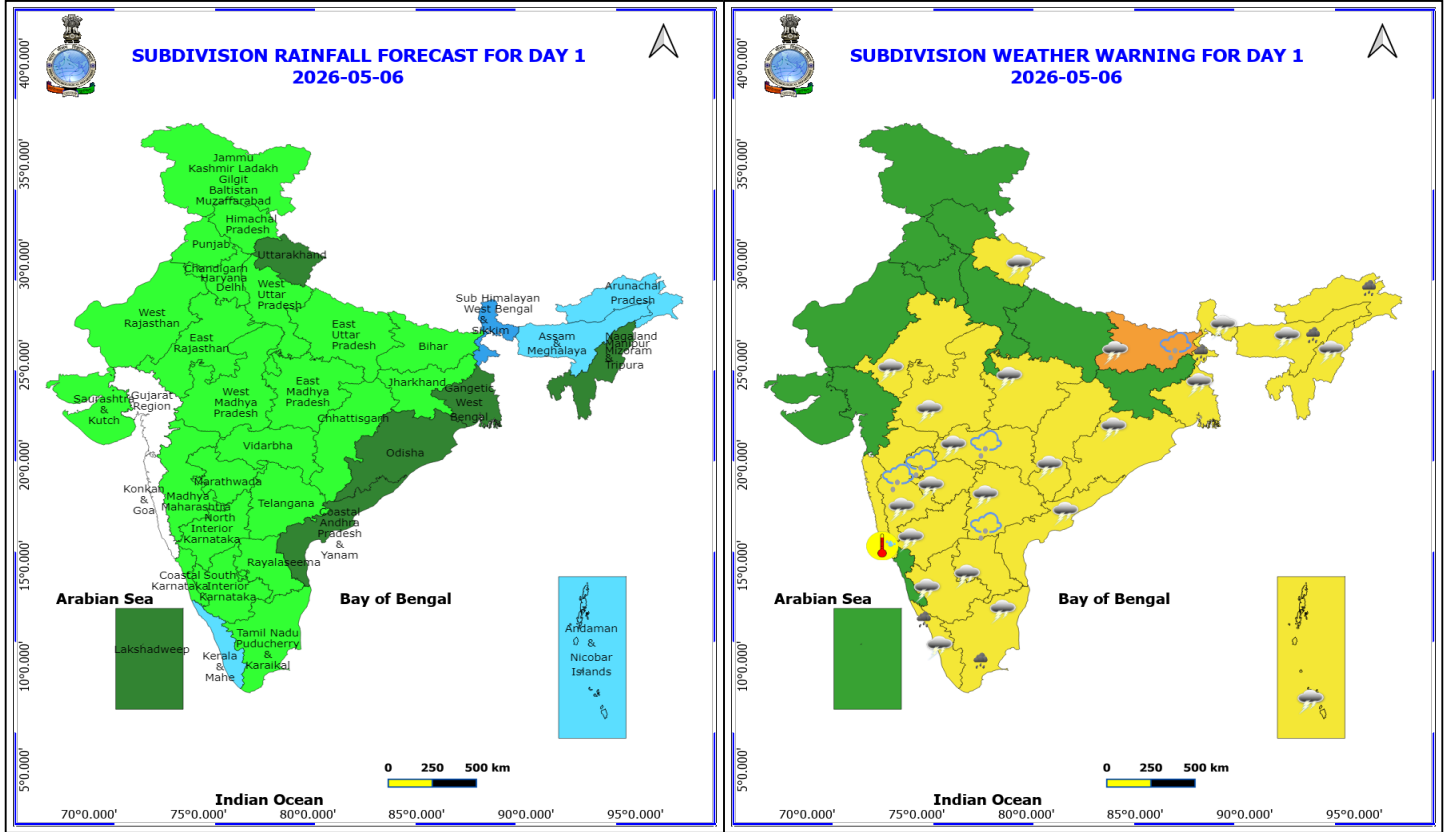 SUBDIVISION RAINFALL FORECAST FOR DAY 1
2026-05-06
40°0.000'
35°0.000'
30°0.000'
25°0.000'
20°0.000'
15°0.000'
10°0.000'
5°0.000'
Jammu
Kashmir Ladakh
Gilgit
Baltistan
Muzaffarabad
Himachal
Pradesh
Punjab
Uttarakhand
Chandigarh
Haryana
Delhi
West
Uttar
Pradesh
West
Rajasthan
East
Rajasthan
East
Uttar
Pradesh
Bihar
Sub Himalayan
West Bengal
&
Sikkim
Arunachal
Pradesh
Assam
&
Meghalaya
Nagaland
Manipur
Mizoram
&
Tripura
Saurashtra
&
Kutch
Gujarat
Region
West
Madhya
Pradesh
East
Madhya
Pradesh
Jharkhand
Gangetic
West
Bengal
Chhattisgarh
Vidarbha
Odisha
Konkan
&
Goa
Madhya
Maharashtra
Marathwada
Telangana
North
Interior
Karnataka
Coastal
Andhra
Pradesh
&
Yanam
Rayalaseema
Coastal
Karnataka
South
Interior
Karnataka
Arabian Sea
Bay of Bengal
Lakshadweep
Kerala
&
Mahe
Tamil Nadu
Puducherry
&
Karaikal
Andaman
&
Nicobar
Islands
0 250 500 km
Indian Ocean
70°0.000' 75°0.000' 80°0.000' 85°0.000' 90°0.000' 95°0.000'
SUBDIVISION WEATHER WARNING FOR DAY 1
2026-05-06
40°0.000'
35°0.000'
30°0.000'
25°0.000'
20°0.000'
15°0.000'
10°0.000'
5°0.000'
Arabian Sea
Bay of Bengal
0 250 500 km
Indian Ocean
70°0.000' 75°0.000' 80°0.000' 85°0.000' 90°0.000' 95°0.000'